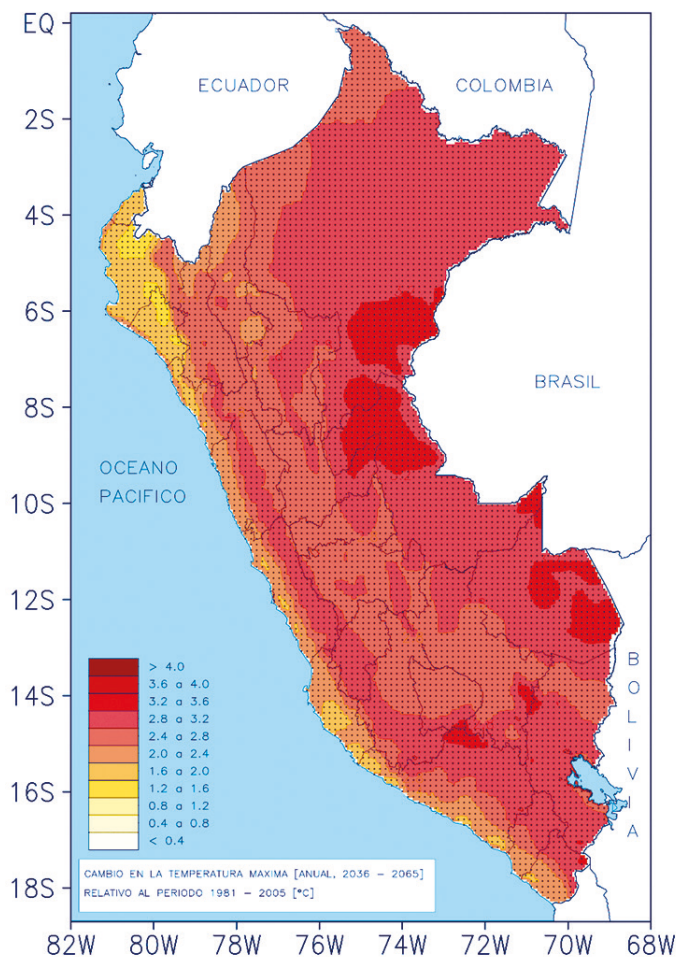 EQ
ECUADOR
COLOMBIA
2S
4S
6S
BRASIL
8S
OCEANO
PACIFICO
10S
12S
BOLIVIA
> 4.0
3.6 a 4.0
3.2 a 3.6
14S
2.8 a 3.2
2.4 a 2.8
2.0 a 2.4
1.6 a 2.0
16S
1.2 a 1.6
0.8 a 1.2
0.4 a 0.8
< 0.4
CAMBIO EN LA TEMPERATURA MAXIMA [ANUAL, 2036 – 2065]
RELATIVO AL PERIODO 1981 – 2005 [°C]
18S
82W 80W 78W 76W 74W 72W 70W 68W